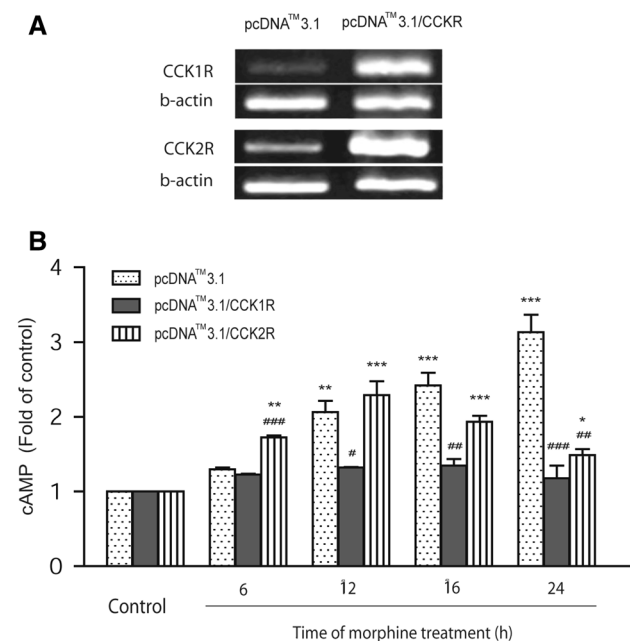 A
pcDNA™3.1 pcDNA™3.1/CCKR
CCK1R
b-actin
CCK2R
b-actin
B
4
3
2
1
0
cAMP (Fold of control)
pcDNA™3.1
pcDNA™3.1/CCK1R
pcDNA™3.1/CCK2R
** ### ** # *** *** ## *** *** ### * ##
Control 6 12 16 24
Time of morphine treatment (h)